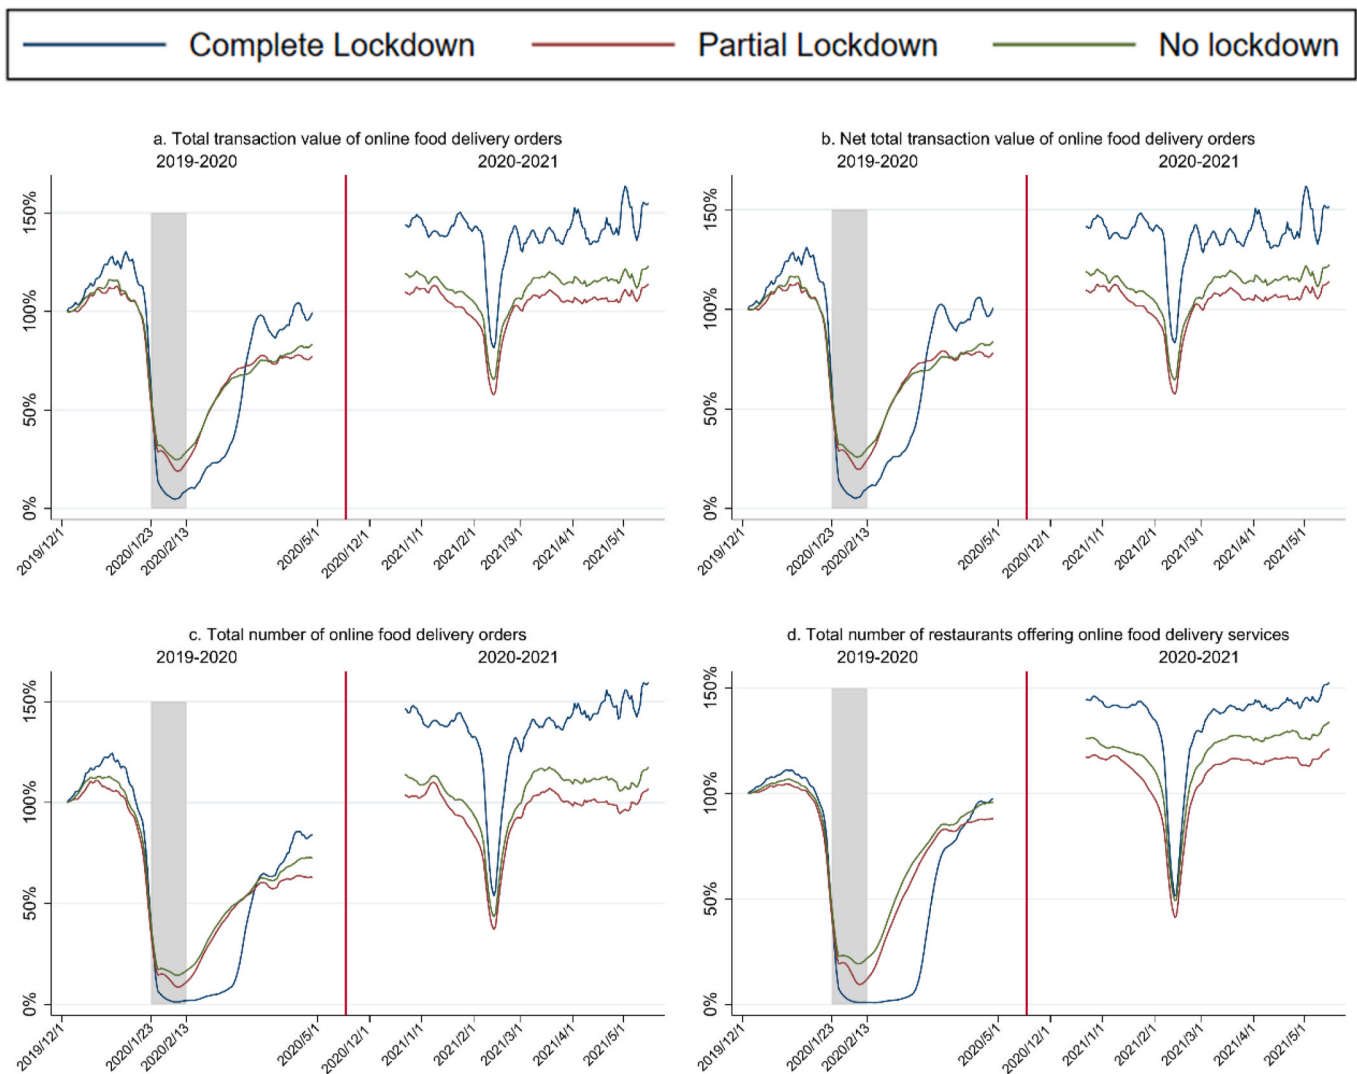 Complete Lockdown Partial Lockdown No lockdown
a. Total transaction value of online food delivery orders
2019-2020 2020-2021
150%
100%
50%
0%
2019/12/1 2020/1/23 2020/2/13 2020/5/1 2020/12/1 2021/1/1 2021/2/1 2021/3/1 2021/4/1 2021/5/1
b. Net total transaction value of online food delivery orders
2019-2020 2020-2021
150%
100%
50%
0%
2019/12/1 2020/1/23 2020/2/13 2020/5/1 2020/12/1 2021/1/1 2021/2/1 2021/3/1 2021/4/1 2021/5/1
c. Total number of online food delivery orders
2019-2020 2020-2021
150%
100%
50%
0%
2019/12/1 2020/1/23 2020/2/13 2020/5/1 2020/12/1 2021/1/1 2021/2/1 2021/3/1 2021/4/1 2021/5/1
d. Total number of restaurants offering online food delivery services
2019-2020 2020-2021
150%
100%
50%
0%
2019/12/1 2020/1/23 2020/2/13 2020/5/1 2020/12/1 2021/1/1 2021/2/1 2021/3/1 2021/4/1 2021/5/1